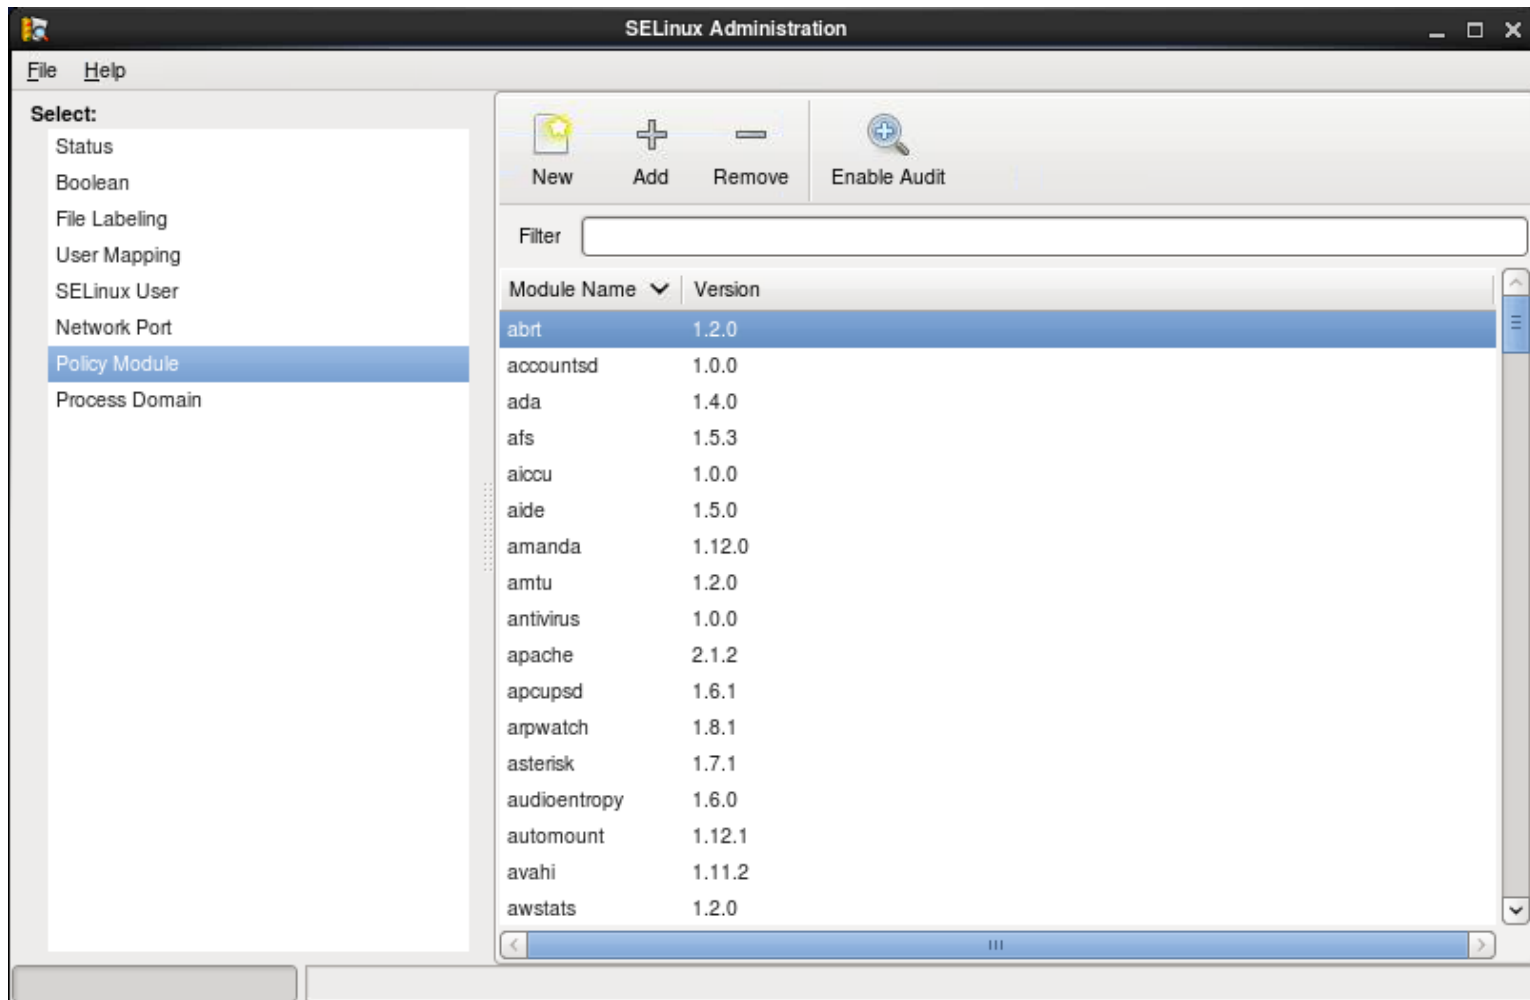 SELinux Administration
File Help
Select:
Status
Boolean
File Labeling
User Mapping
SELinux User
Network Port
Policy Module
Process Domain
New Add Remove Enable Audit
Filter
Module Name Version
abrt 1.2.0
accountsd 1.0.0
ada 1.4.0
afs 1.5.3
aiccu 1.0.0
aide 1.5.0
amanda 1.12.0
amtu 1.2.0
antivirus 1.0.0
apache 2.1.2
apcupsd 1.6.1
arpwatch 1.8.1
asterisk 1.7.1
audioentropy 1.6.0
automount 1.12.1
avahi 1.11.2
awstats 1.2.0